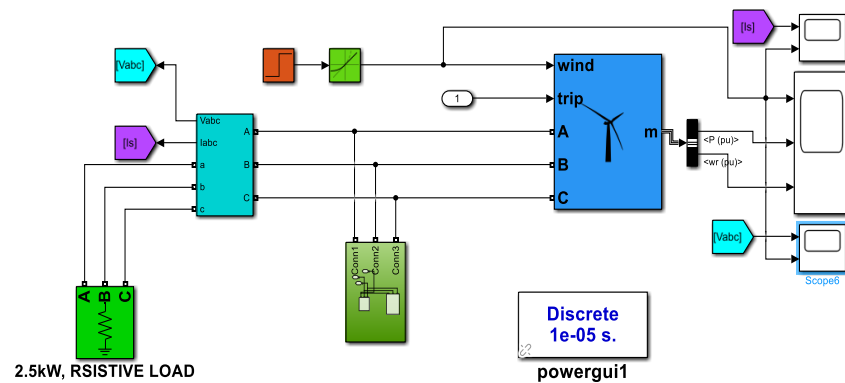 [Is]
[Vabc]
wind
trip
1
A
B
C
m
<P (pu)>
<wr (pu)>
Vabc
Iabc
a
b
c
A
B
C
[Is]
[Vabc]
Scope6
Conn1
Conn2
Conn3
A
B
C
2.5kW, RSISTIVE LOAD
Discrete
1e-05 s.
powergui1